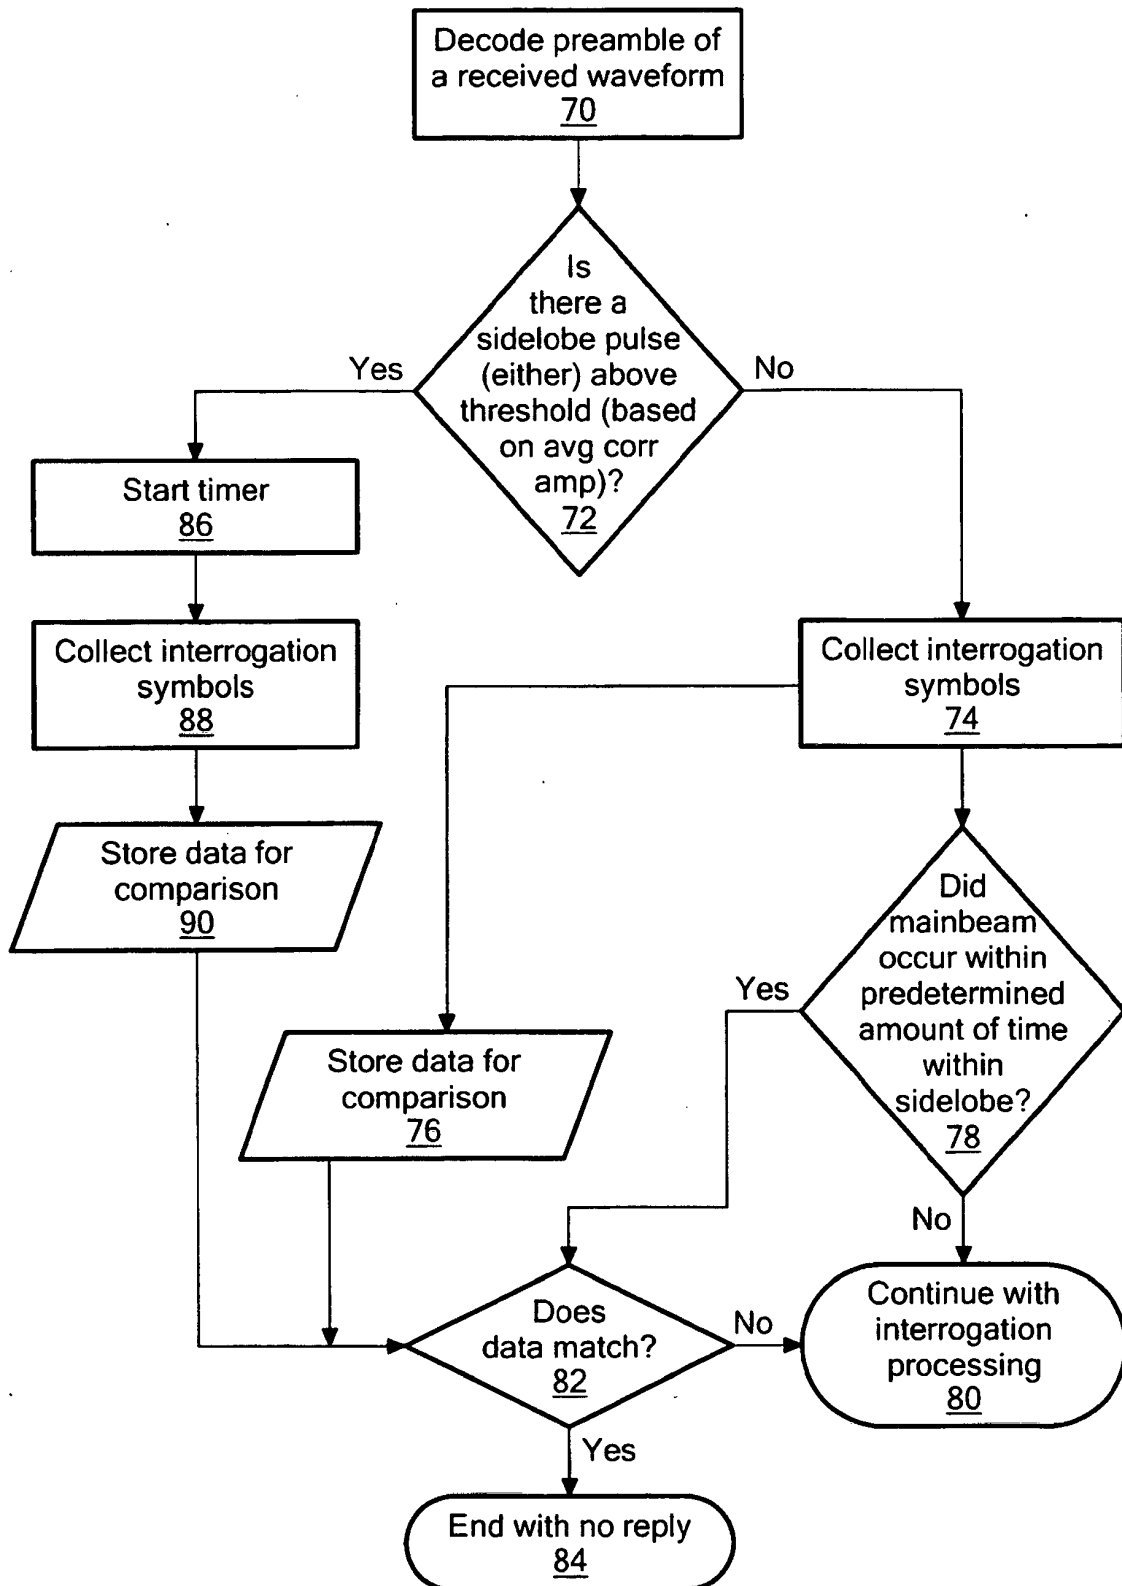 Decode preamble of
a received waveform
70
Is
there a
sidelobe pulse
(either) above
threshold (based
on avg corr
amp)?
72
Yes
No
Start timer
86
Collect interrogation
symbols
88
Collect interrogation
symbols
74
Store data for
comparison
90
Did
mainbeam
occur within
predetermined
amount of time
within
sidelobe?
78
Yes
No
Store data for
comparison
76
Does
data match?
82
No
Yes
Continue with
interrogation
processing
80
End with no reply
84